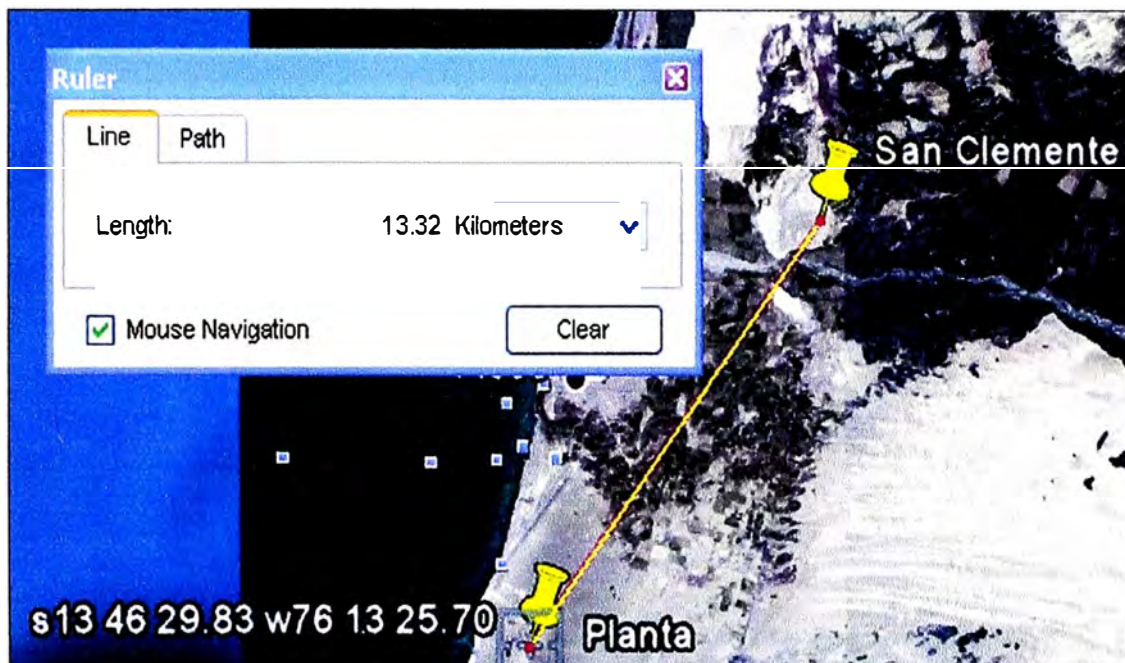 Ruler
Line Path
San Clemente
Length: 13.32 Kilometers
Mouse Navigation Clear
s13 46 29.83 w76 13 25.70
Planta